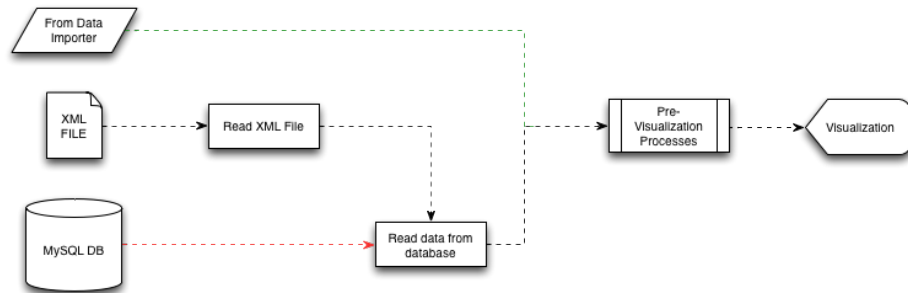 From Data
Importer
XML
FILE
Read XML File
Pre-
Visualization
Processes
Visualization
MySQL DB
Read data from
database